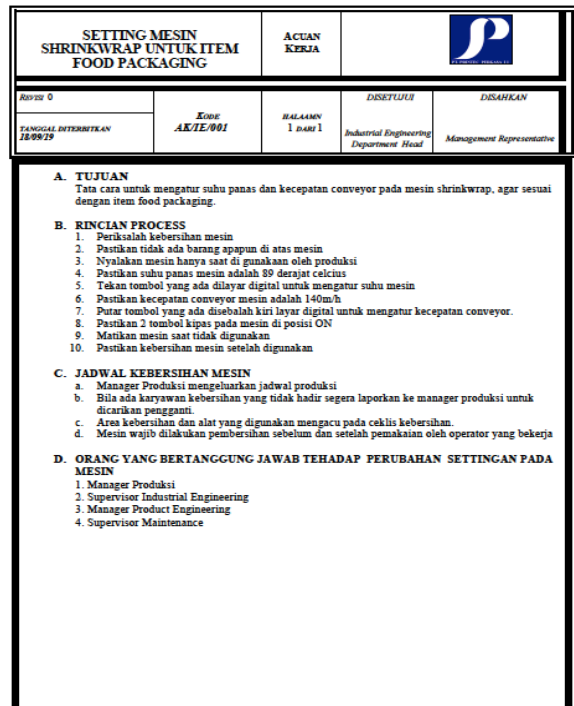 SETTING MESIN
SHRINKWRAP UNTUK ITEM
FOOD PACKAGING
ACUAN
KERJA
REVISI 0
TANGGAL DITERBITKAN
18/09/19
KODE
AK/IE/001
HALAAMN
1 DARI 1
DISETUJUI
Industrial Engineering
Department Head
DISAHKAN
Management Representative
A. TUJUAN
Tata cara untuk mengatur suhu panas dan kecepatan conveyor pada mesin shrinkwrap, agar sesuai
dengan item food packaging.
B. RINCIAN PROCESS
1. Periksalah kebersihan mesin
2. Pastikan tidak ada barang apapun di atas mesin
3. Nyalakan mesin hanya saat di gunakaan oleh produksi
4. Pastikan suhu panas mesin adalah 89 derajat celcius
5. Tekan tombol yang ada dilayar digital untuk mengatur suhu mesin
6. Pastikan kecepatan conveyor mesin adalah 140m/h
7. Putar tombol yang ada disebalah kiri layar digital untuk mengatur kecepatan conveyor.
8. Pastikan 2 tombol kipas pada mesin di posisi ON
9. Matikan mesin saat tidak digunakan
10. Pastikan kebersihan mesin setelah digunakan
C. JADWAL KEBERSIHAN MESIN
a. Manager Produksi mengeluarkan jadwal produksi
b. Bila ada karyawan kebersihan yang tidak hadir segera laporkan ke manager produksi untuk
dicarikan pengganti.
c. Area kebersihan dan alat yang digunakan mengacu pada ceklis kebersihan.
d. Mesin wajib dilakukan pembersihan sebelum dan setelah pemakaian oleh operator yang bekerja
D. ORANG YANG BERTANGGUNG JAWAB TEHADAP PERUBAHAN SETTINGAN PADA
MESIN
1. Manager Produksi
2. Supervisor Industrial Engineering
3. Manager Product Engineering
4. Supervisor Maintenance